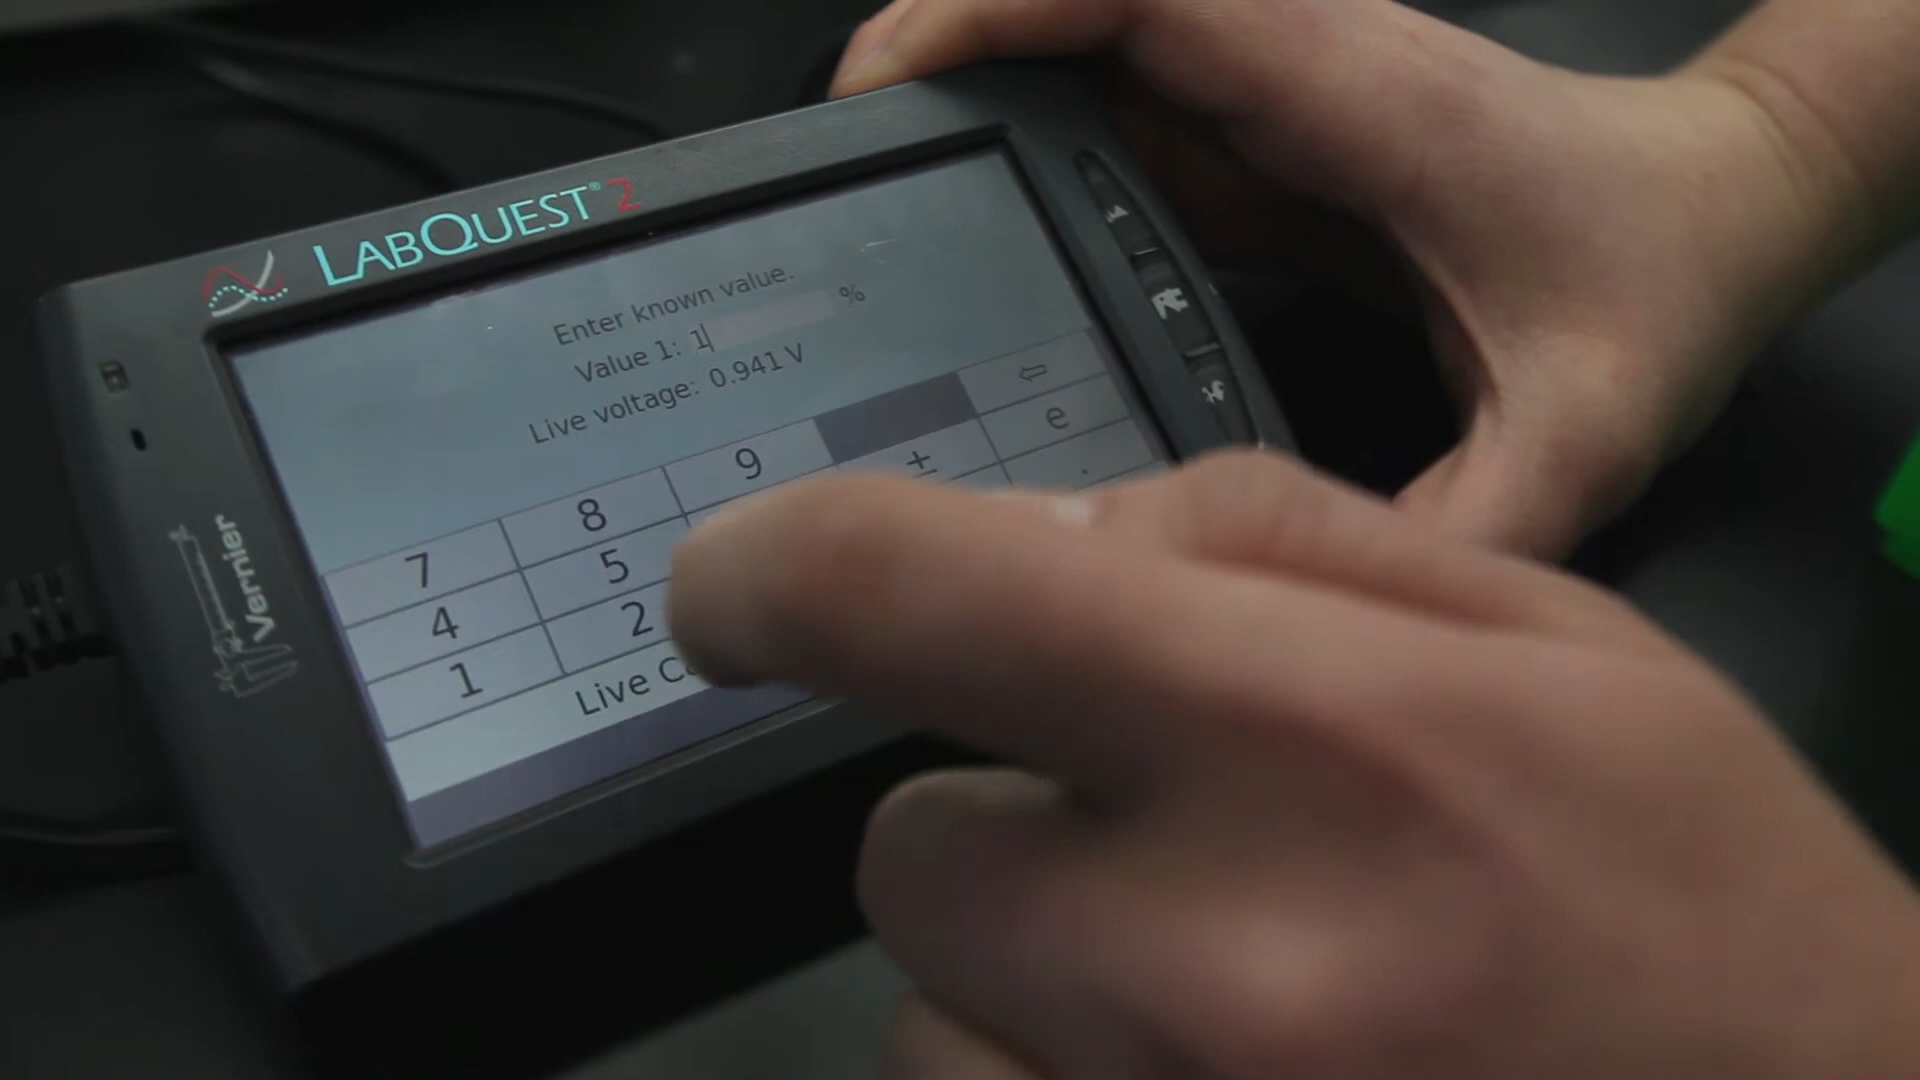 LABQUEST® 2
Enter known value.
Value 1: 1 %
Live voltage: 0.941 V
⇦
7 8 9 ± e
4 5 .
1 2
Live
Vernier